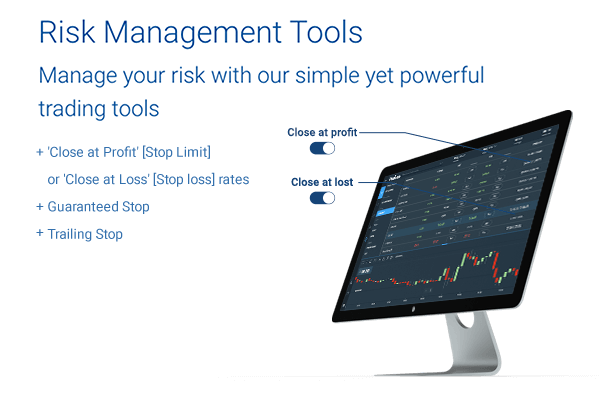 Risk Management Tools
Manage your risk with our simple yet powerful
trading tools
+ 'Close at Profit' [Stop Limit]
or 'Close at Loss' [Stop loss] rates
+ Guaranteed Stop
+ Trailing Stop
Close at profit
Close at lost